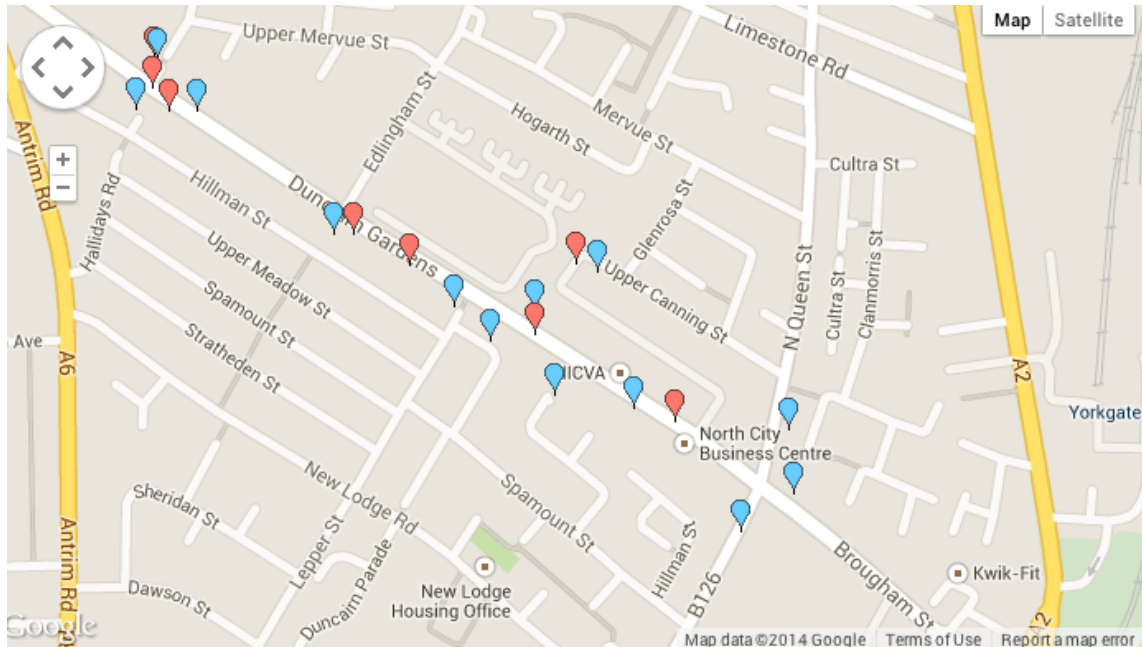 Map
Satellite
Upper Mervue St
Limestone Rd
Antrim Rd
Edlingham St
Hogarth St
Mervue St
Cultra St
Hillman St
Duncairn Gardens
Hallidays Rd
Glenrosa St
Upper Meadow St
Upper Canning St
N Queen St
Cultra St
Clanmorris St
Spamount St
Stratheden St
Ave
A6
NICVA
A2
Yorkgate
North City
Business Centre
New Lodge Rd
Spamount St
Sheridan St
Antrim Rd
Lepper St
Duncairn Parade
Hillman St
B126
Brougham St
Kwik-Fit
New Lodge
Housing Office
Dawson St
A2
Google
Map data ©2014 Google
Terms of Use
Report a map error